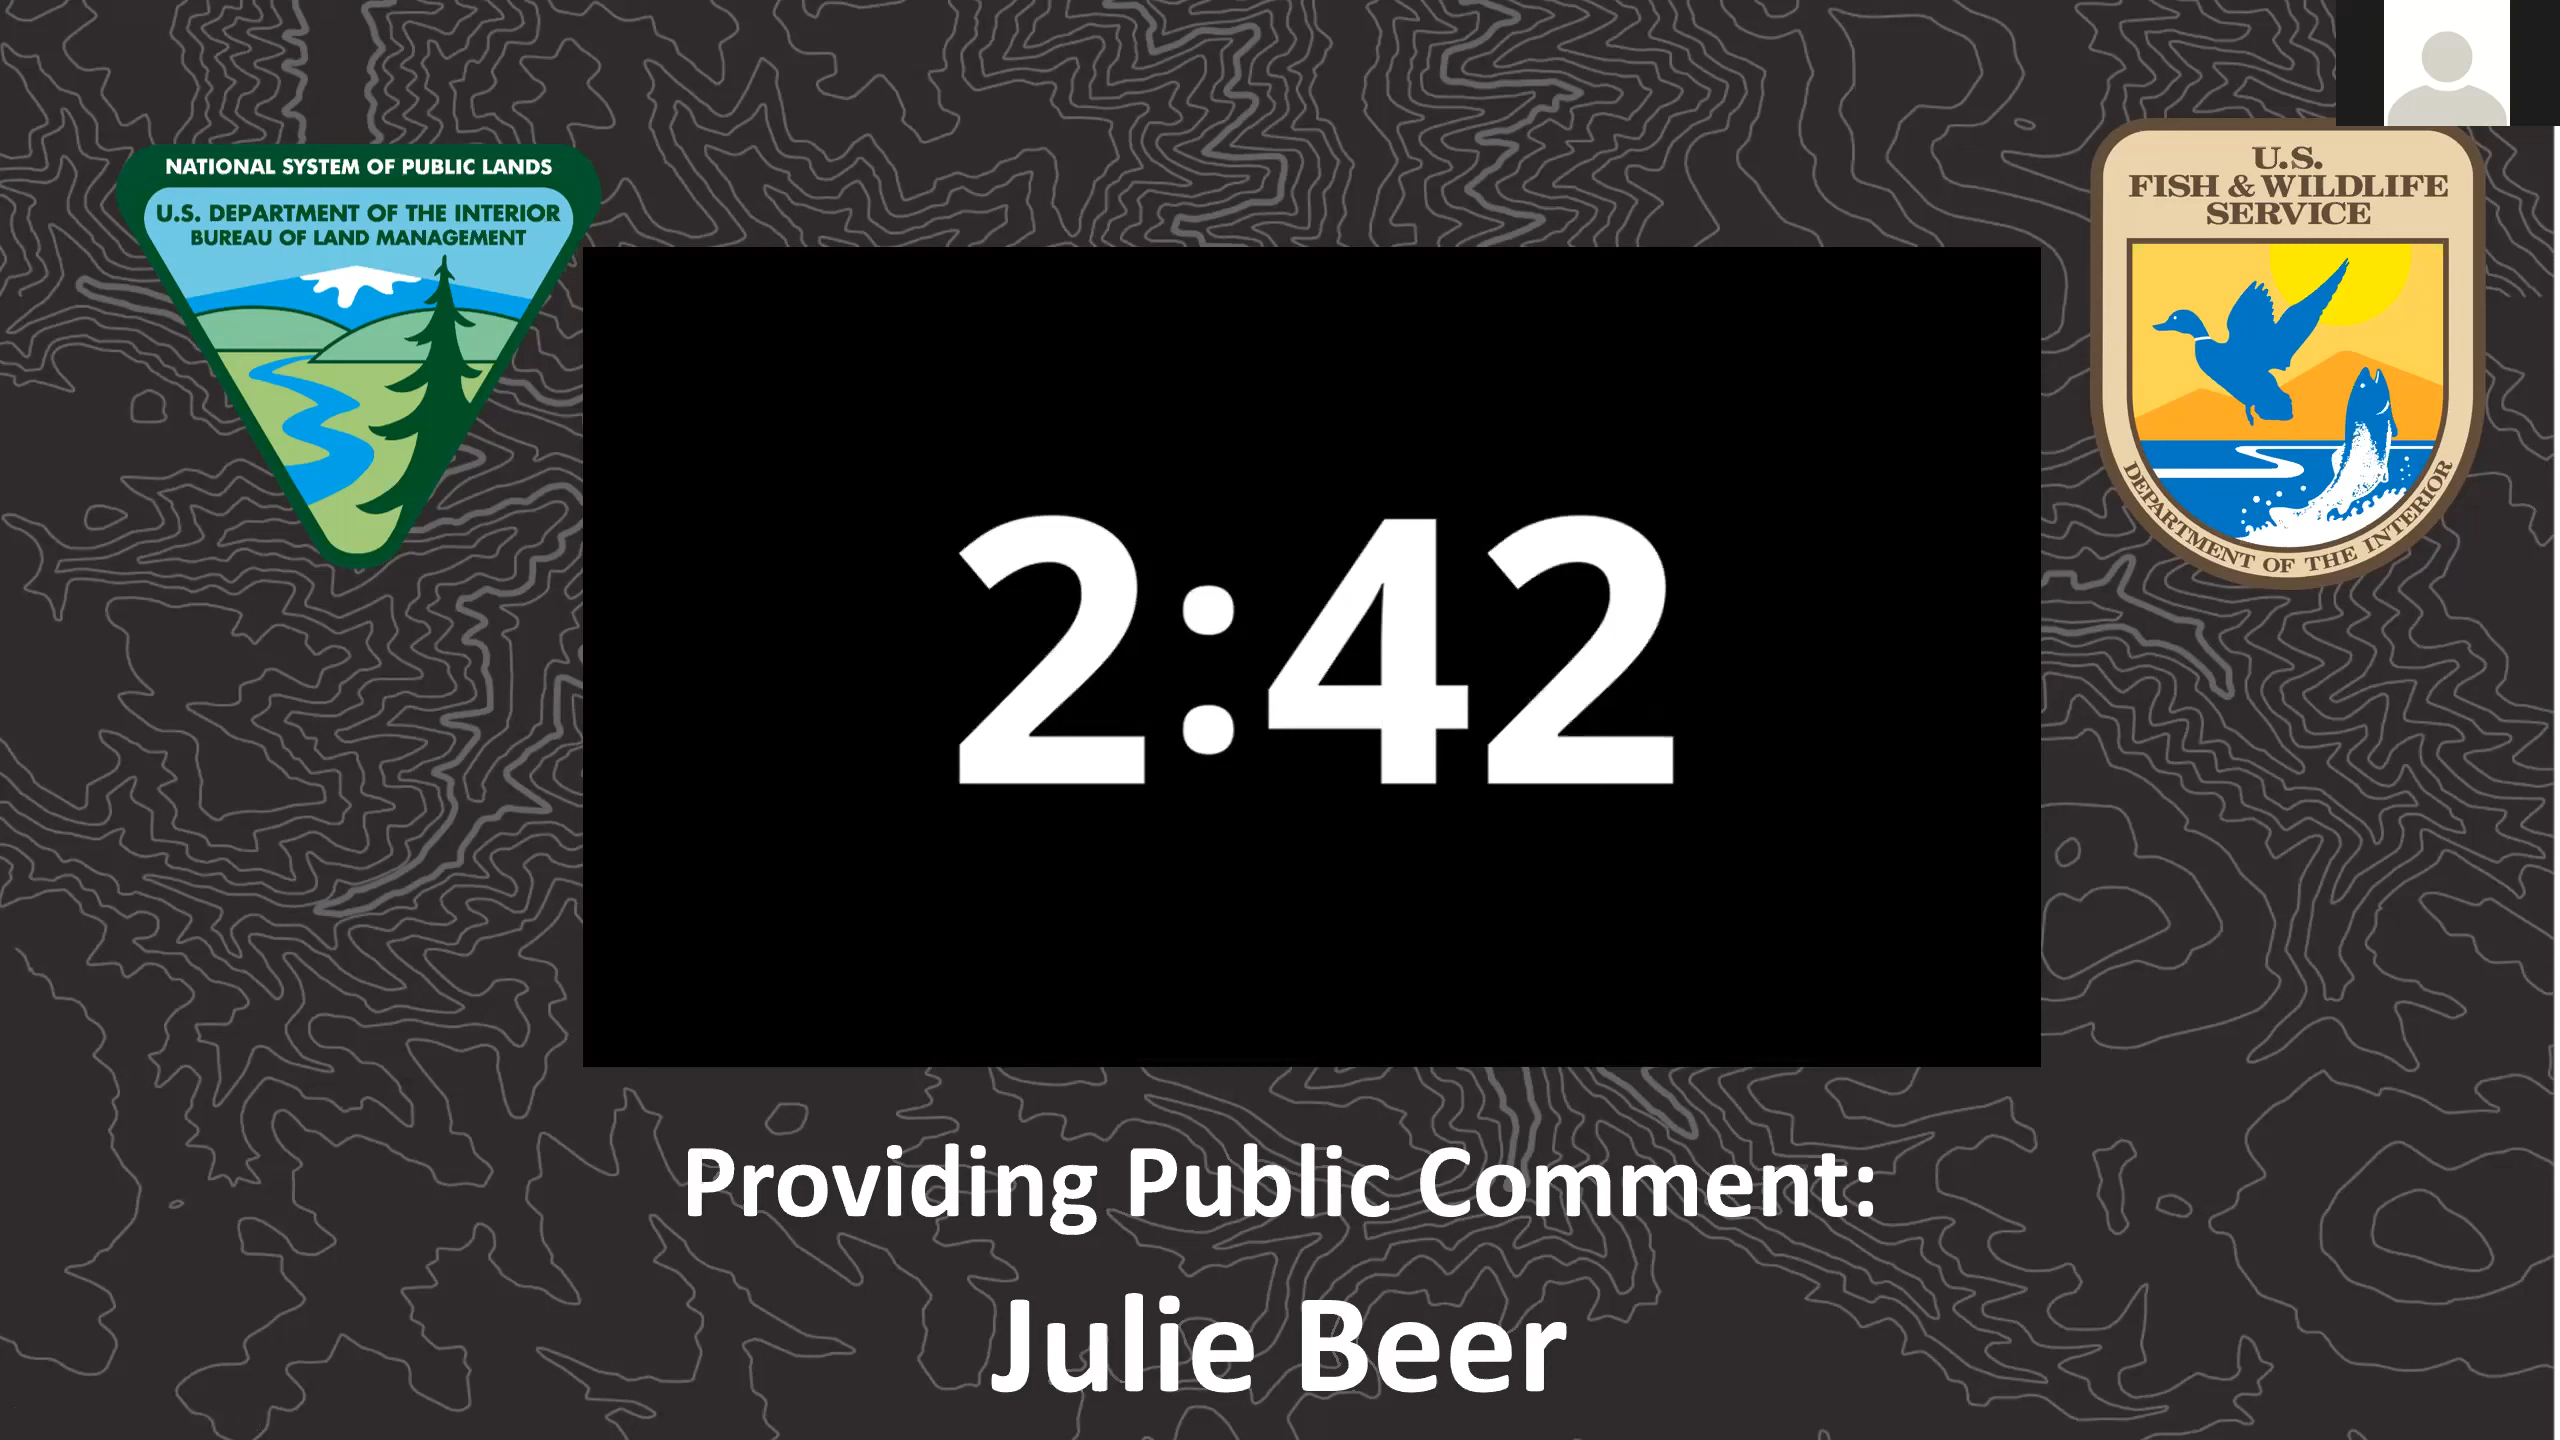 NATIONAL SYSTEM OF PUBLIC LANDS
U.S. DEPARTMENT OF THE INTERIOR
BUREAU OF LAND MANAGEMENT
U.S.
FISH & WILDLIFE
SERVICE
DEPARTMENT OF THE INTERIOR
2:42
Providing Public Comment:
Julie Beer